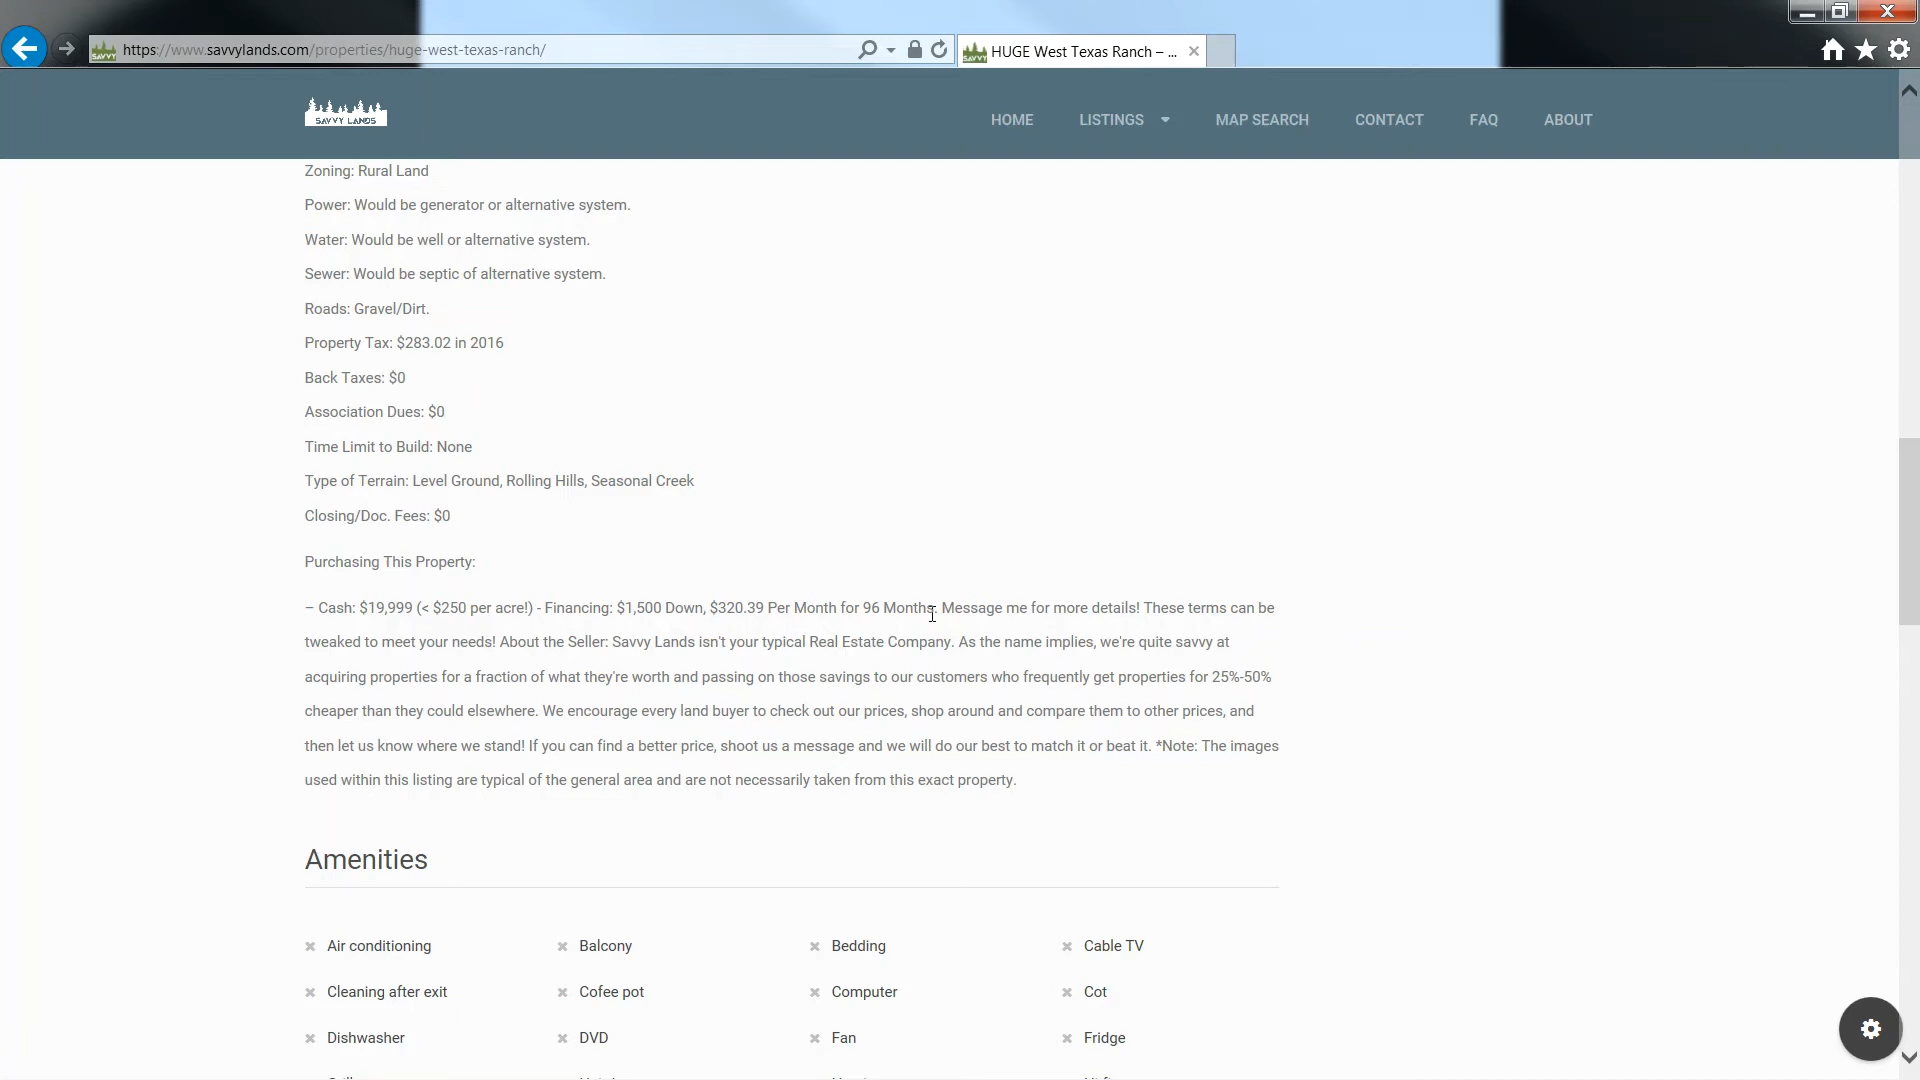 https://www.savvylands.com/properties/huge-west-texas-ranch/
HUGE West Texas Ranch – ...
SAVVY LANDS
HOME LISTINGS MAP SEARCH CONTACT FAQ ABOUT
Zoning: Rural Land
Power: Would be generator or alternative system.
Water: Would be well or alternative system.
Sewer: Would be septic of alternative system.
Roads: Gravel/Dirt.
Property Tax: $283.02 in 2016
Back Taxes: $0
Association Dues: $0
Time Limit to Build: None
Type of Terrain: Level Ground, Rolling Hills, Seasonal Creek
Closing/Doc. Fees: $0
Purchasing This Property:
– Cash: $19,999 (< $250 per acre!) - Financing: $1,500 Down, $320.39 Per Month for 96 Months. Message me for more details! These terms can be
tweaked to meet your needs! About the Seller: Savvy Lands isn't your typical Real Estate Company. As the name implies, we're quite savvy at
acquiring properties for a fraction of what they're worth and passing on those savings to our customers who frequently get properties for 25%-50%
cheaper than they could elsewhere. We encourage every land buyer to check out our prices, shop around and compare them to other prices, and
then let us know where we stand! If you can find a better price, shoot us a message and we will do our best to match it or beat it. *Note: The images
used within this listing are typical of the general area and are not necessarily taken from this exact property.
Amenities
Air conditioning Balcony Bedding Cable TV
Cleaning after exit Cofee pot Computer Cot
Dishwasher DVD Fan Fridge